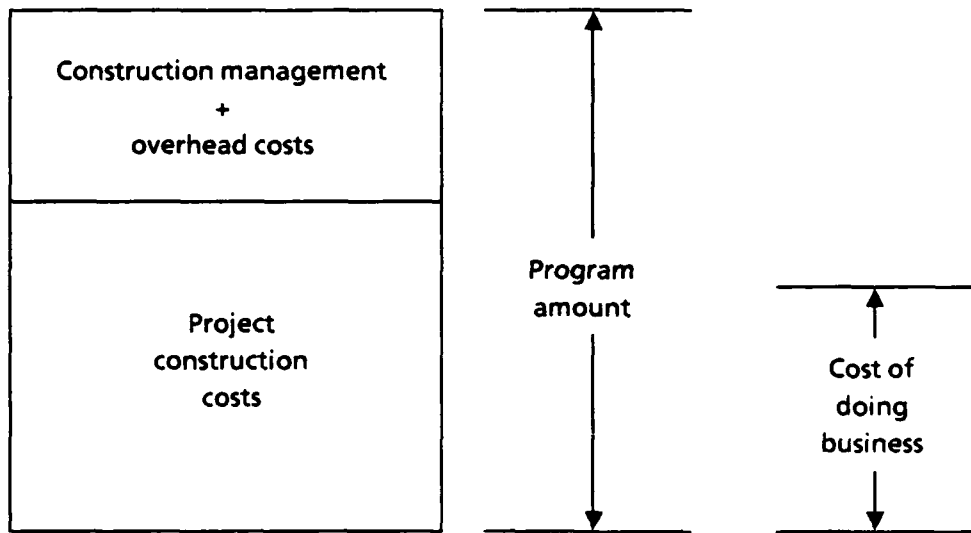 Construction management
+
overhead costs
Project
construction
costs
Program
amount
Cost of
doing
business